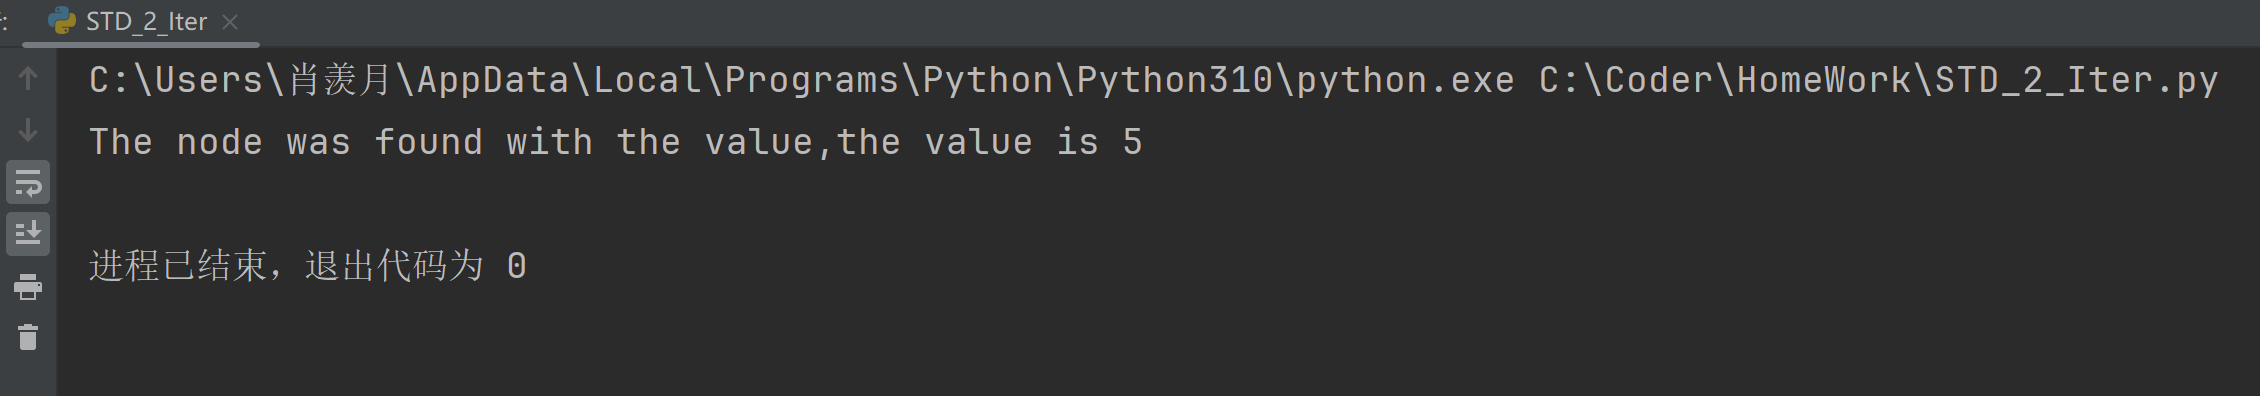 STD_2_Iter
C:\Users\肖羡月\AppData\Local\Programs\Python\Python310\python.exe C:\Coder\HomeWork\STD_2_Iter.py
The node was found with the value,the value is 5
进程已结束，退出代码为 0